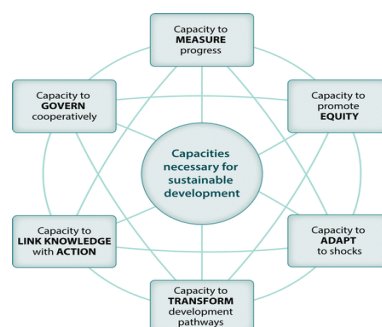 Capacity to
MEASURE
progress
Capacity to
GOVERN
cooperatively
Capacity to
promote
EQUITY
Capacities
necessary for
sustainable
development
Capacity to
LINK KNOWLEDGE
with ACTION
Capacity to
ADAPT
to shocks
Capacity to
TRANSFORM
development
pathways